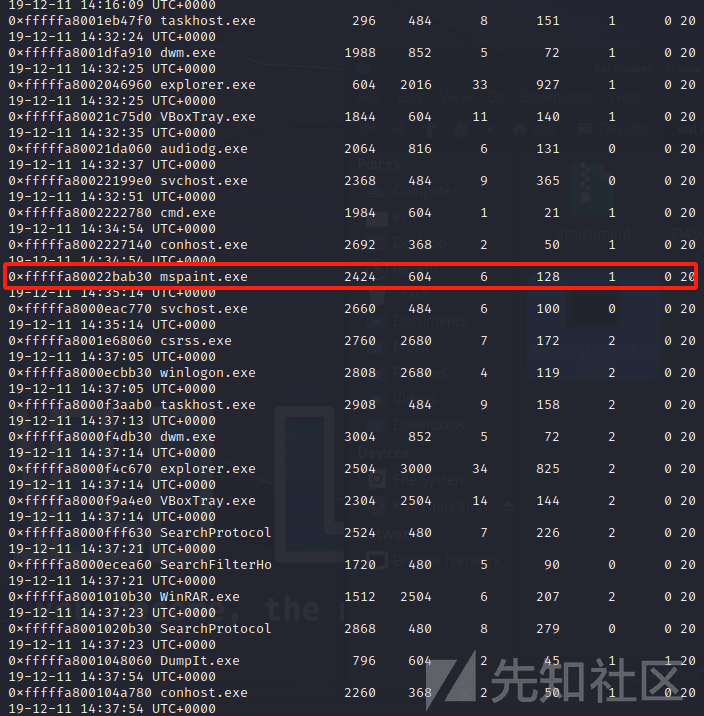 19-12-11 14:16:09 UTC+0000
0×fffffa8001eb47f0 taskhost.exe 296 484 8 151 1 0 20
19-12-11 14:32:24 UTC+0000
0×fffffa8001dfa910 dwm.exe 1988 852 5 72 1 0 20
19-12-11 14:32:25 UTC+0000
0×fffffa8002046960 explorer.exe 604 2016 33 927 1 0 20
19-12-11 14:32:25 UTC+0000
0×fffffa80021c75d0 VBoxTray.exe 1844 604 11 140 1 0 20
19-12-11 14:32:35 UTC+0000
0×fffffa80021da060 audiodg.exe 2064 816 6 131 0 0 20
19-12-11 14:32:37 UTC+0000
0×fffffa80022199e0 svchost.exe 2368 484 9 365 0 0 20
19-12-11 14:32:51 UTC+0000
0×fffffa8002222780 cmd.exe 1984 604 1 21 1 0 20
19-12-11 14:34:54 UTC+0000
0×fffffa8002227140 conhost.exe 2692 368 2 50 1 0 20
19-12-11 14:34:54 UTC+0000
0×fffffa80022bab30 mspaint.exe 2424 604 6 128 1 0 20
19-12-11 14:35:14 UTC+0000
0×fffffa8000eac770 svchost.exe 2660 484 6 100 0 0 20
19-12-11 14:35:14 UTC+0000
0×fffffa8001e68060 csrss.exe 2760 2680 7 172 2 0 20
19-12-11 14:37:05 UTC+0000
0×fffffa8000ecbb30 winlogon.exe 2808 2680 4 119 2 0 20
19-12-11 14:37:05 UTC+0000
0×fffffa8000f3aab0 taskhost.exe 2908 484 9 158 2 0 20
19-12-11 14:37:13 UTC+0000
0×fffffa8000f4db30 dwm.exe 3004 852 5 72 2 0 20
19-12-11 14:37:14 UTC+0000
0×fffffa8000f4c670 explorer.exe 2504 3000 34 825 2 0 20
19-12-11 14:37:14 UTC+0000
0×fffffa8000f9a4e0 VBoxTray.exe 2304 2504 14 144 2 0 20
19-12-11 14:37:14 UTC+0000
0×fffffa8000fff630 SearchProtocol 2524 480 7 226 2 0 20
19-12-11 14:37:21 UTC+0000
0×fffffa8000ecea60 SearchFilterHo 1720 480 5 90 0 0 20
19-12-11 14:37:21 UTC+0000
0×fffffa8001010b30 WinRAR.exe 1512 2504 6 207 2 0 20
19-12-11 14:37:23 UTC+0000
0×fffffa8001020b30 SearchProtocol 2868 480 8 279 0 0 20
19-12-11 14:37:23 UTC+0000
0×fffffa8001048060 DumpIt.exe 796 604 2 45 1 1 20
19-12-11 14:37:54 UTC+0000
0×fffffa800104a780 conhost.exe 2260 368 2 50 1 0 20
19-12-11 14:37:54 UTC+0000
Places
Computer
Desktop
attachment
Documents
Downloads
Devices
File System
Browse Network
, the
先知社区